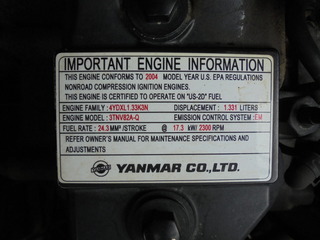 IMPORTANT ENGINE INFORMATION
THIS ENGINE CONFORMS TO 2004 MODEL YEAR U.S. EPA REGULATIONS
NONROAD COMPRESSION IGNITION ENGINES.
THIS ENGINE IS CERTIFIED TO OPERATE ON "US-2D" FUEL
ENGINE FAMILY : 4YDXL1.33K3N DISPLACEMENT : 1.331 LITERS
ENGINE MODEL : 3TNV82A-Q EMISSION CONTROL SYSTEM : EM
FUEL RATE : 24.3 MM³/STROKE @ 17.3 kW/ 2300 RPM
REFER OWNER'S MANUAL FOR MAINTENANCE SPECIFICATIONS AND
ADJUSTMENTS
YANMAR CO.,LTD.